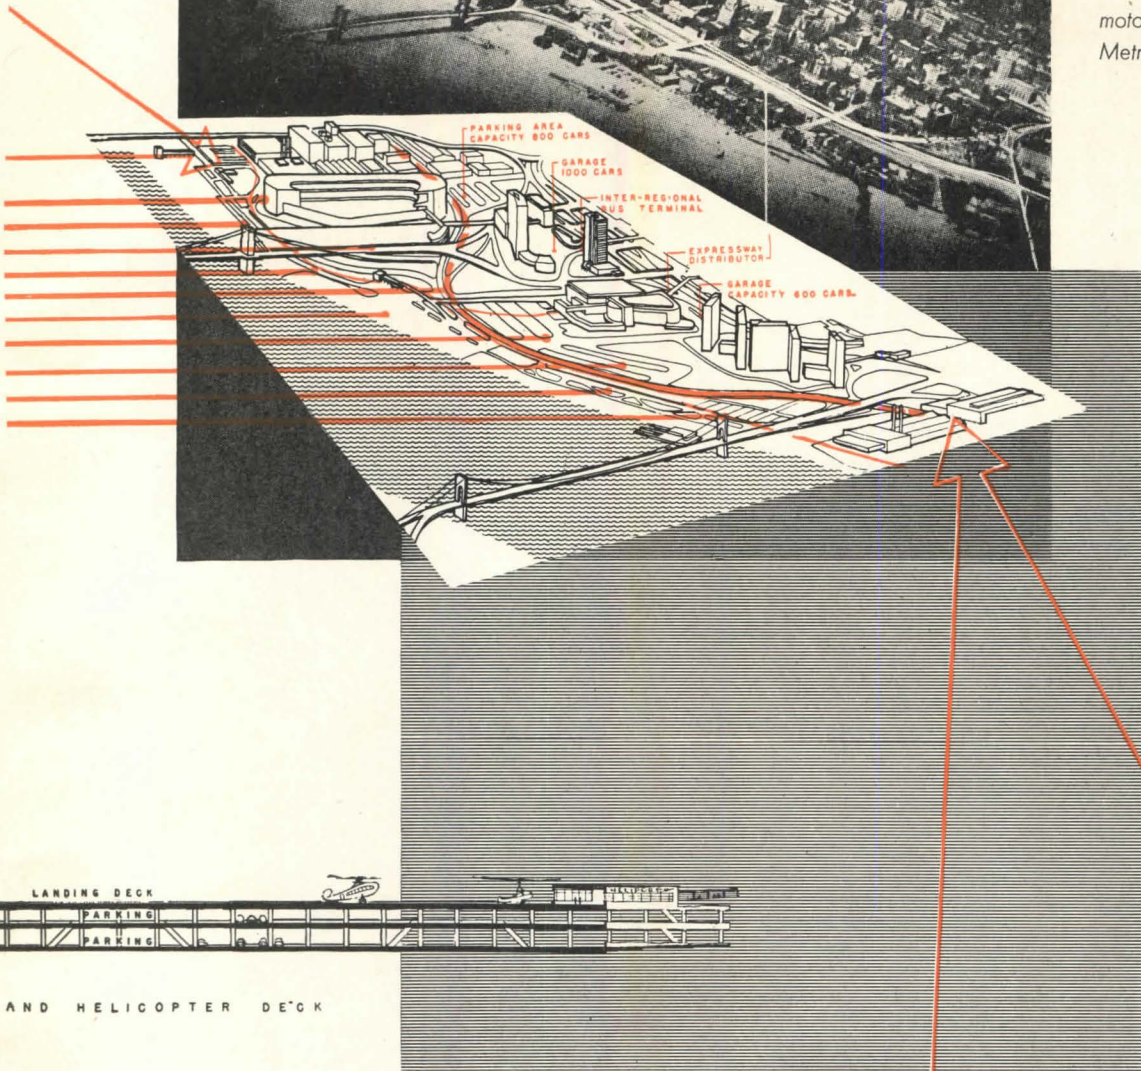 moto
Metr
PARKING AREA
CAPACITY 800 CARS
GARAGE
1000 CARS
INTER-REGIONAL
BUS TERMINAL
EXPRESSWAY
DISTRIBUTOR
GARAGE
CAPACITY 600 CARS
LANDING DECK
HELIPORT
PARKING
PARKING
AND HELICOPTER DECK